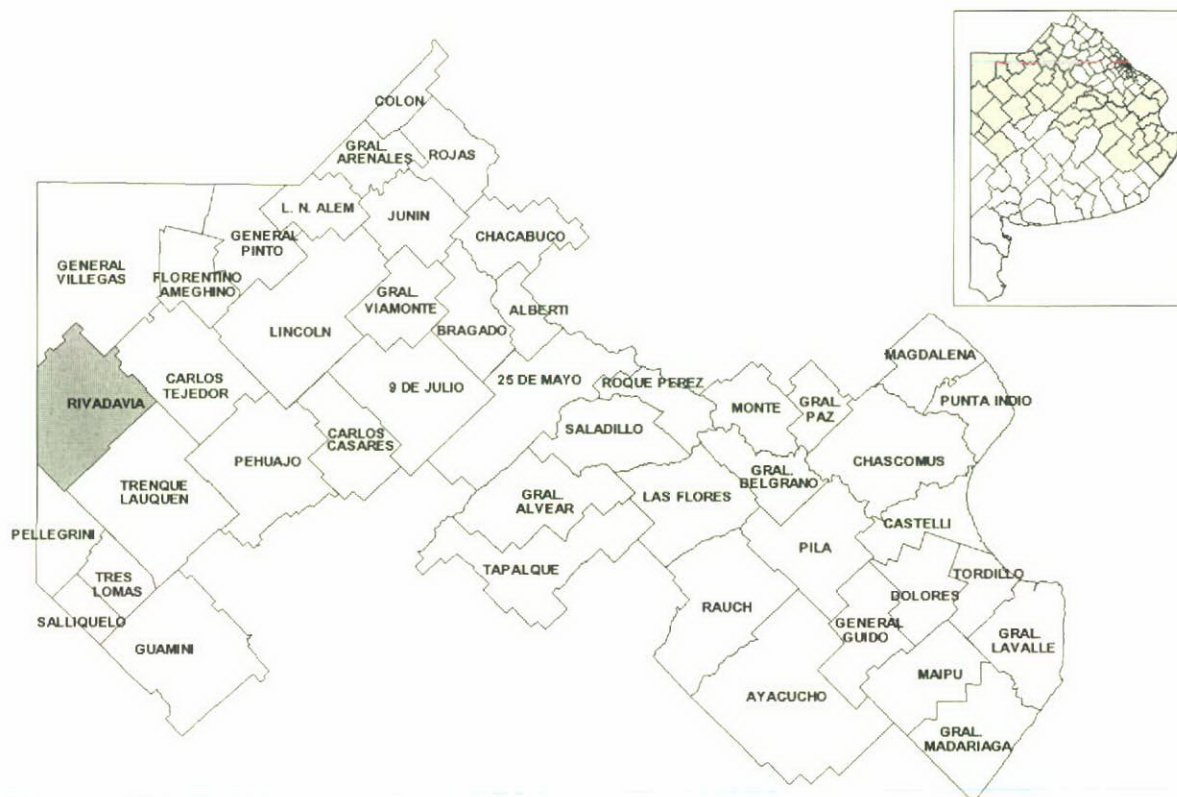 COLON
GRAL.
ARENALES
ROJAS
L. N. ALEM
JUNIN
GENERAL
PINTO
CHACABUCO
GENERAL
VILLEGAS
FLORENTINO
AMEGHINO
GRAL.
VIAMONTE
ALBERTI
LINCOLN
BRAGADO
MAGDALENA
CARLOS
TEJEDOR
9 DE JULIO
25 DE MAYO
ROQUE PEREZ
PUNTA INDIO
RIVADAVIA
MONTE
GRAL.
PAZ
SALADILLO
CARLOS
CASARES
CHASCOMUS
PEHUAJO
TRENQUE
LAUQUEN
GRAL.
BELGRANO
GRAL.
ALVEAR
LAS FLORES
CASTELLI
PELLEGRINI
PILA
TAPALQUE
TORDILLO
TRES
LOMAS
DOLORES
RAUCH
SALLIQUELO
GENERAL
GUIDO
GUAMINI
GRAL.
LAVALLE
MAIPU
AYACUCHO
GRAL.
MADARIAGA